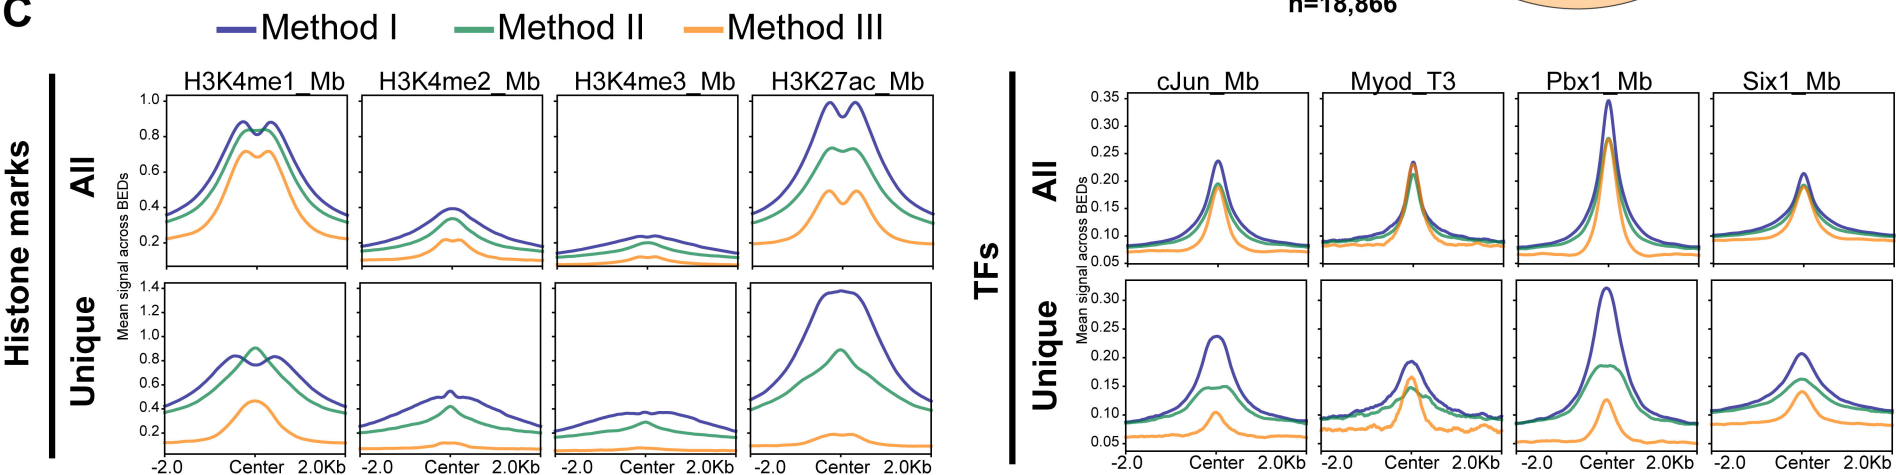 C
n=18,866
Method I Method II Method III
Histone marks
All
Unique
Mean signal across BEDs
H3K4me1_Mb H3K4me2_Mb H3K4me3_Mb H3K27ac_Mb
1.0
0.8
0.6
0.4
0.2
1.4
1.2
1.0
0.8
0.6
0.4
0.2
-2.0 Center 2.0Kb -2.0 Center 2.0Kb -2.0 Center 2.0Kb -2.0 Center 2.0Kb
TFs
All
Unique
Mean signal across BEDs
cJun_Mb Myod_T3 Pbx1_Mb Six1_Mb
0.35
0.30
0.25
0.20
0.15
0.10
0.05
0.30
0.25
0.20
0.15
0.10
0.05
-2.0 Center 2.0Kb -2.0 Center 2.0Kb -2.0 Center 2.0Kb -2.0 Center 2.0Kb